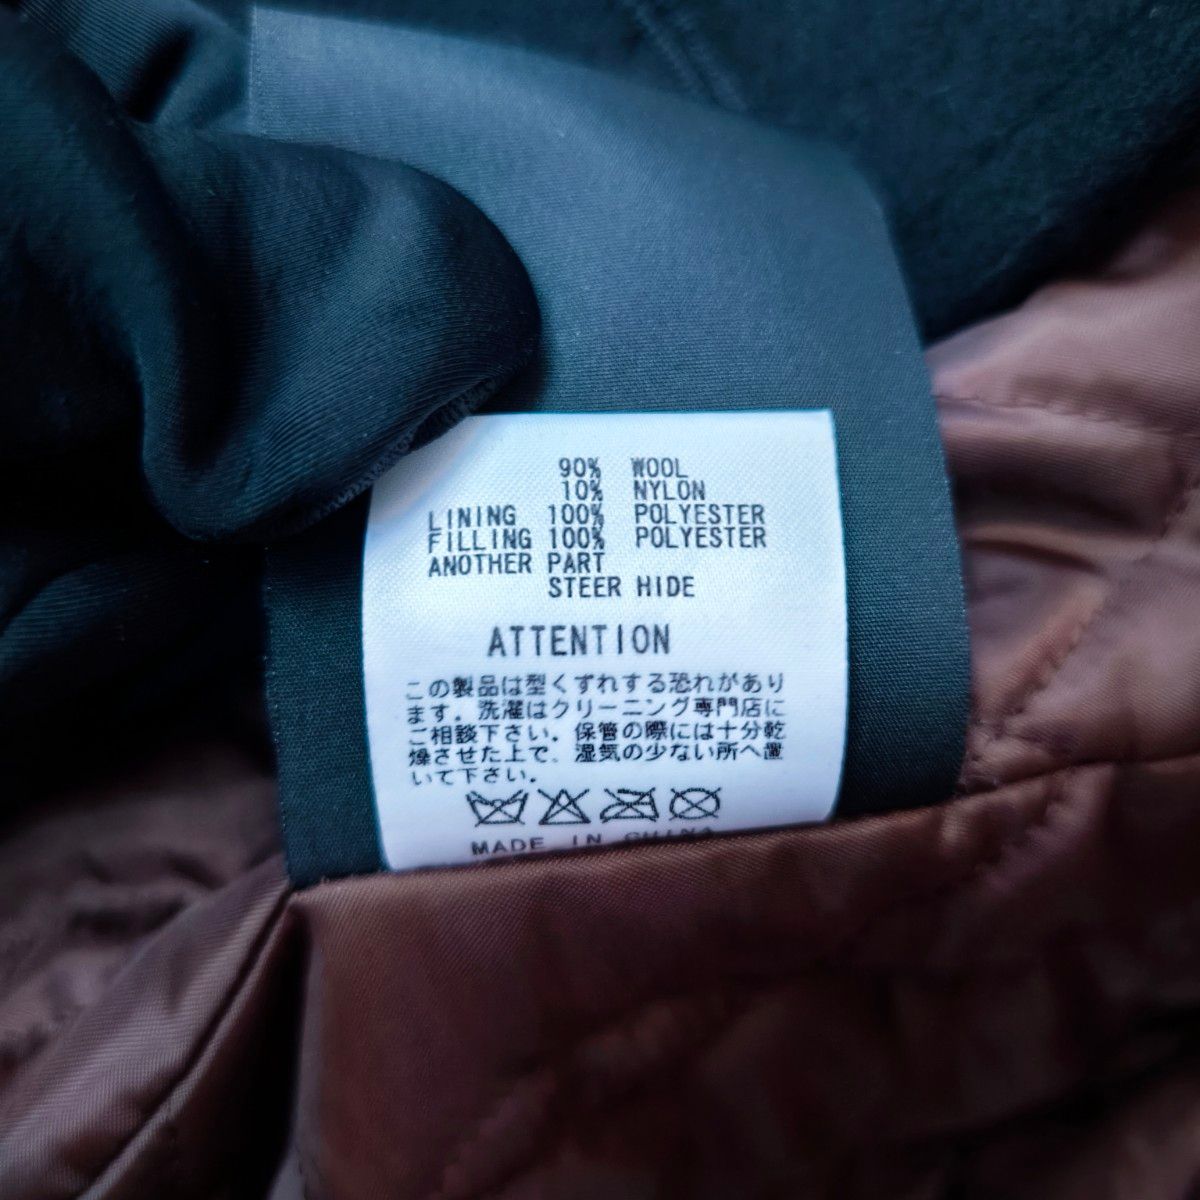 90% WOOL
10% NYLON
LINING 100% POLYESTER
FILLING 100% POLYESTER
ANOTHER PART
STEER HIDE
ATTENTION
この製品は型くずれする恐れがあり
ます。洗濯はクリーニング専門店に
ご相談下さい。保管の際には十分乾
燥させた上で、湿気の少ない所へ置
いて下さい。
MADE IN CHINA